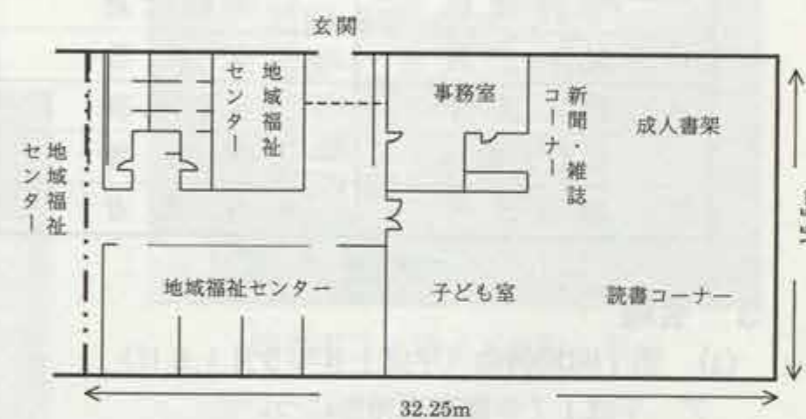 玄関
地域福祉
センター
事務室
新聞・雑誌
コーナー
成人書架
地域福祉
センター
地域福祉センター
子ども室
読書コーナー
32.25m